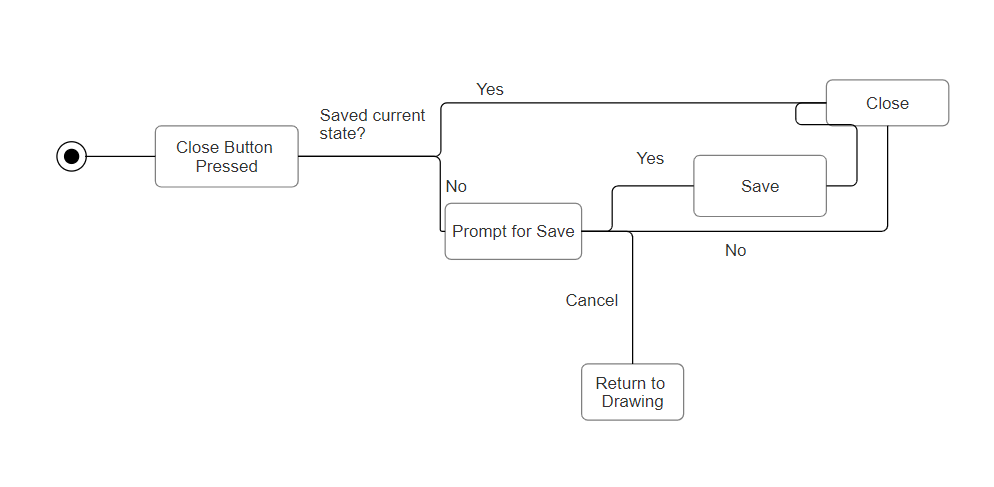 Yes
Close
Saved current
state?
Close Button
Pressed
Yes
Save
No
Prompt for Save
No
Cancel
Return to
Drawing